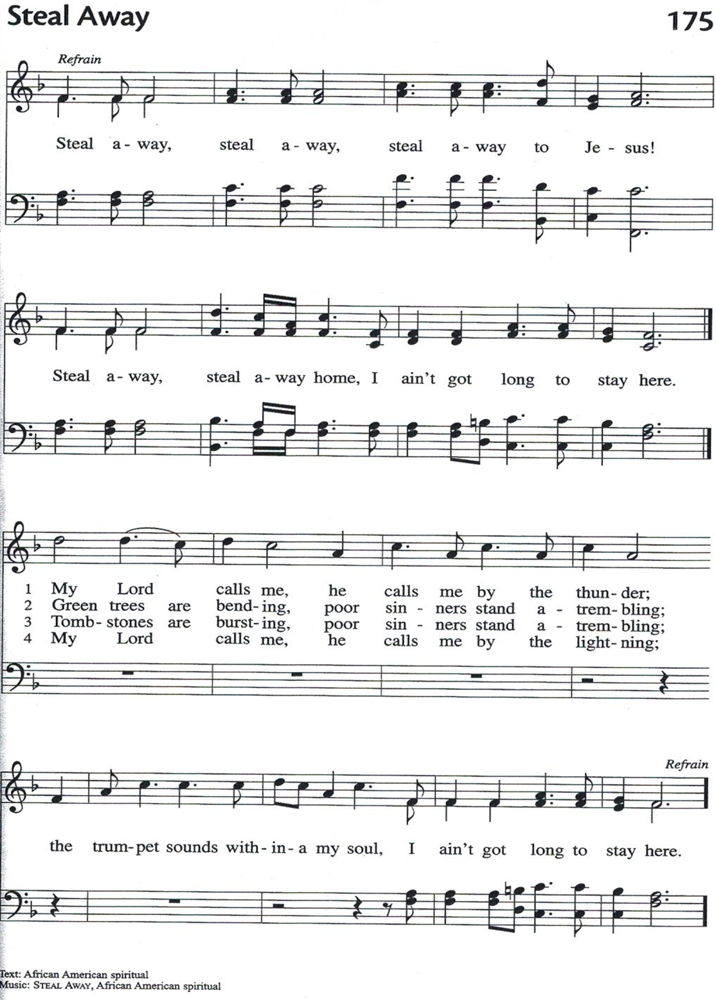 Steal Away 175
Refrain
Steal a - way, steal a - way, steal a - way to Je - sus!
Steal a - way, steal a - way home, I ain't got long to stay here.
1 My Lord calls me, he calls me by the thun- der;
2 Green trees are bend- ing, poor sin - ners stand a - trem- bling;
3 Tomb- stones are burst- ing, poor sin - ners stand a - trem- bling;
4 My Lord calls me, he calls me by the light- ning;
Refrain
the trum- pet sounds with- in- a my soul, I ain't got long to stay here.
Text: African American spiritual
Music: STEAL AWAY, African American spiritual